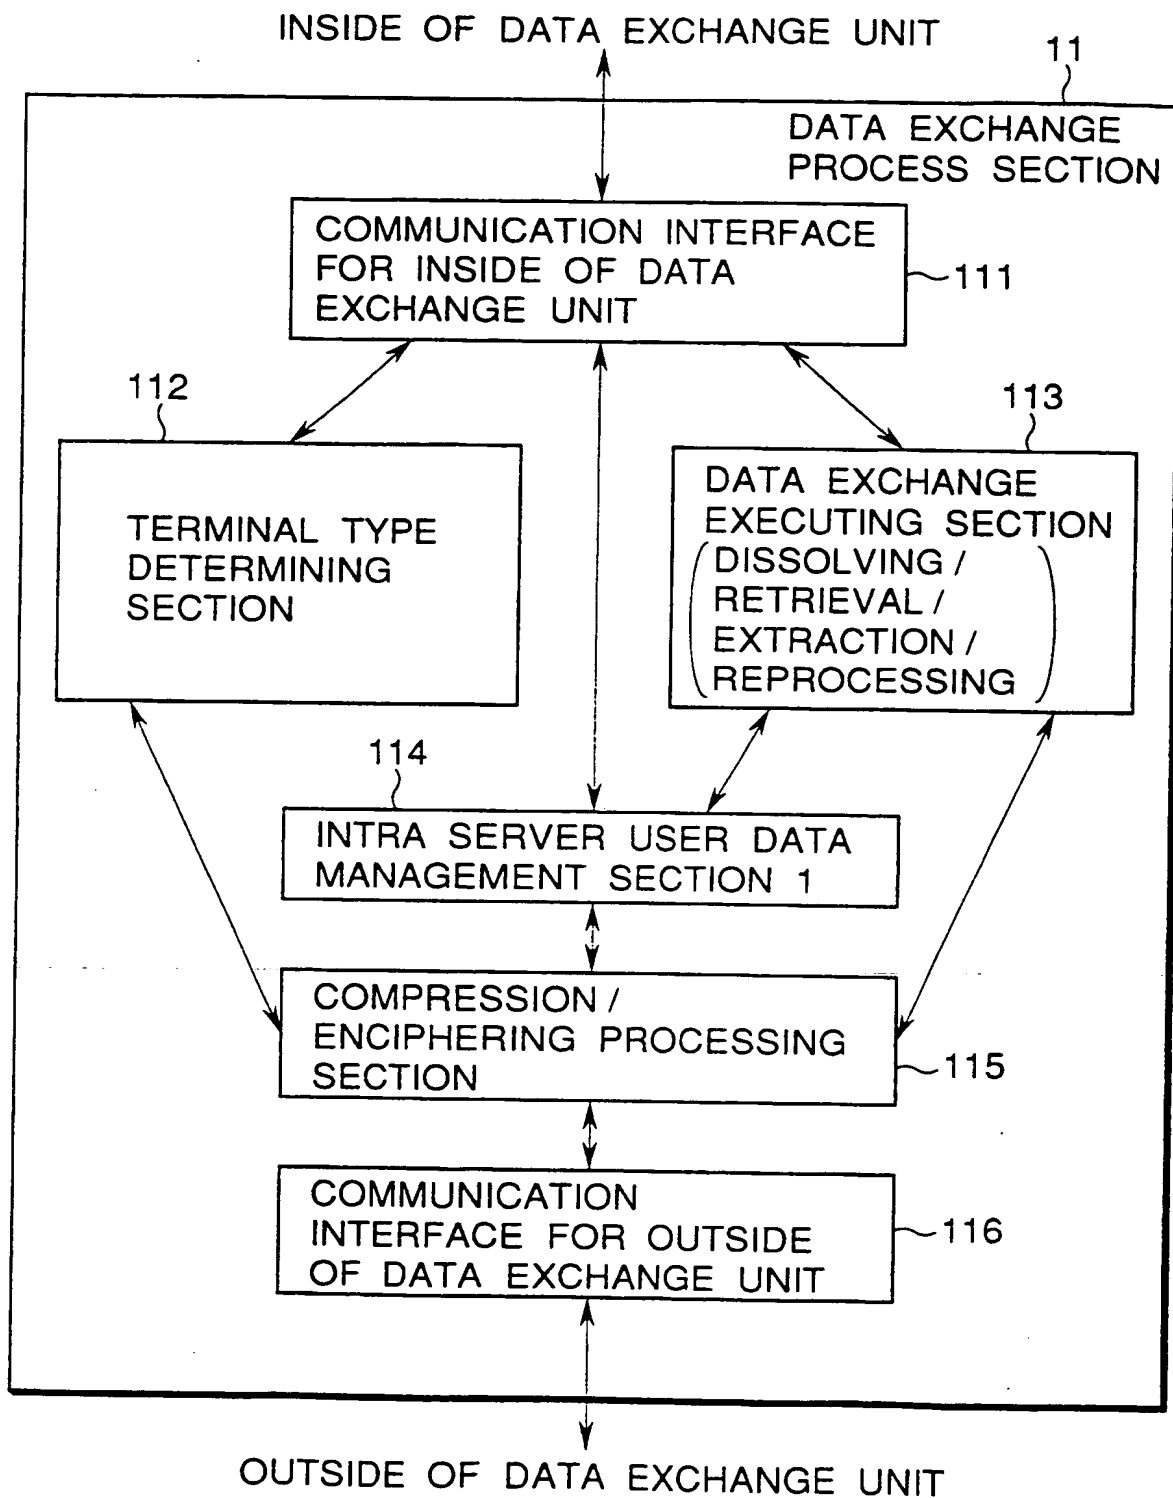 INSIDE OF DATA EXCHANGE UNIT
11
DATA EXCHANGE
PROCESS SECTION
COMMUNICATION INTERFACE
FOR INSIDE OF DATA
EXCHANGE UNIT
111
112
TERMINAL TYPE
DETERMINING
SECTION
113
DATA EXCHANGE
EXECUTING SECTION
(DISSOLVING /
RETRIEVAL /
EXTRACTION /
REPROCESSING)
114
INTRA SERVER USER DATA
MANAGEMENT SECTION 1
COMPRESSION /
ENCIPHERING PROCESSING
SECTION
115
COMMUNICATION
INTERFACE FOR OUTSIDE
OF DATA EXCHANGE UNIT
116
OUTSIDE OF DATA EXCHANGE UNIT